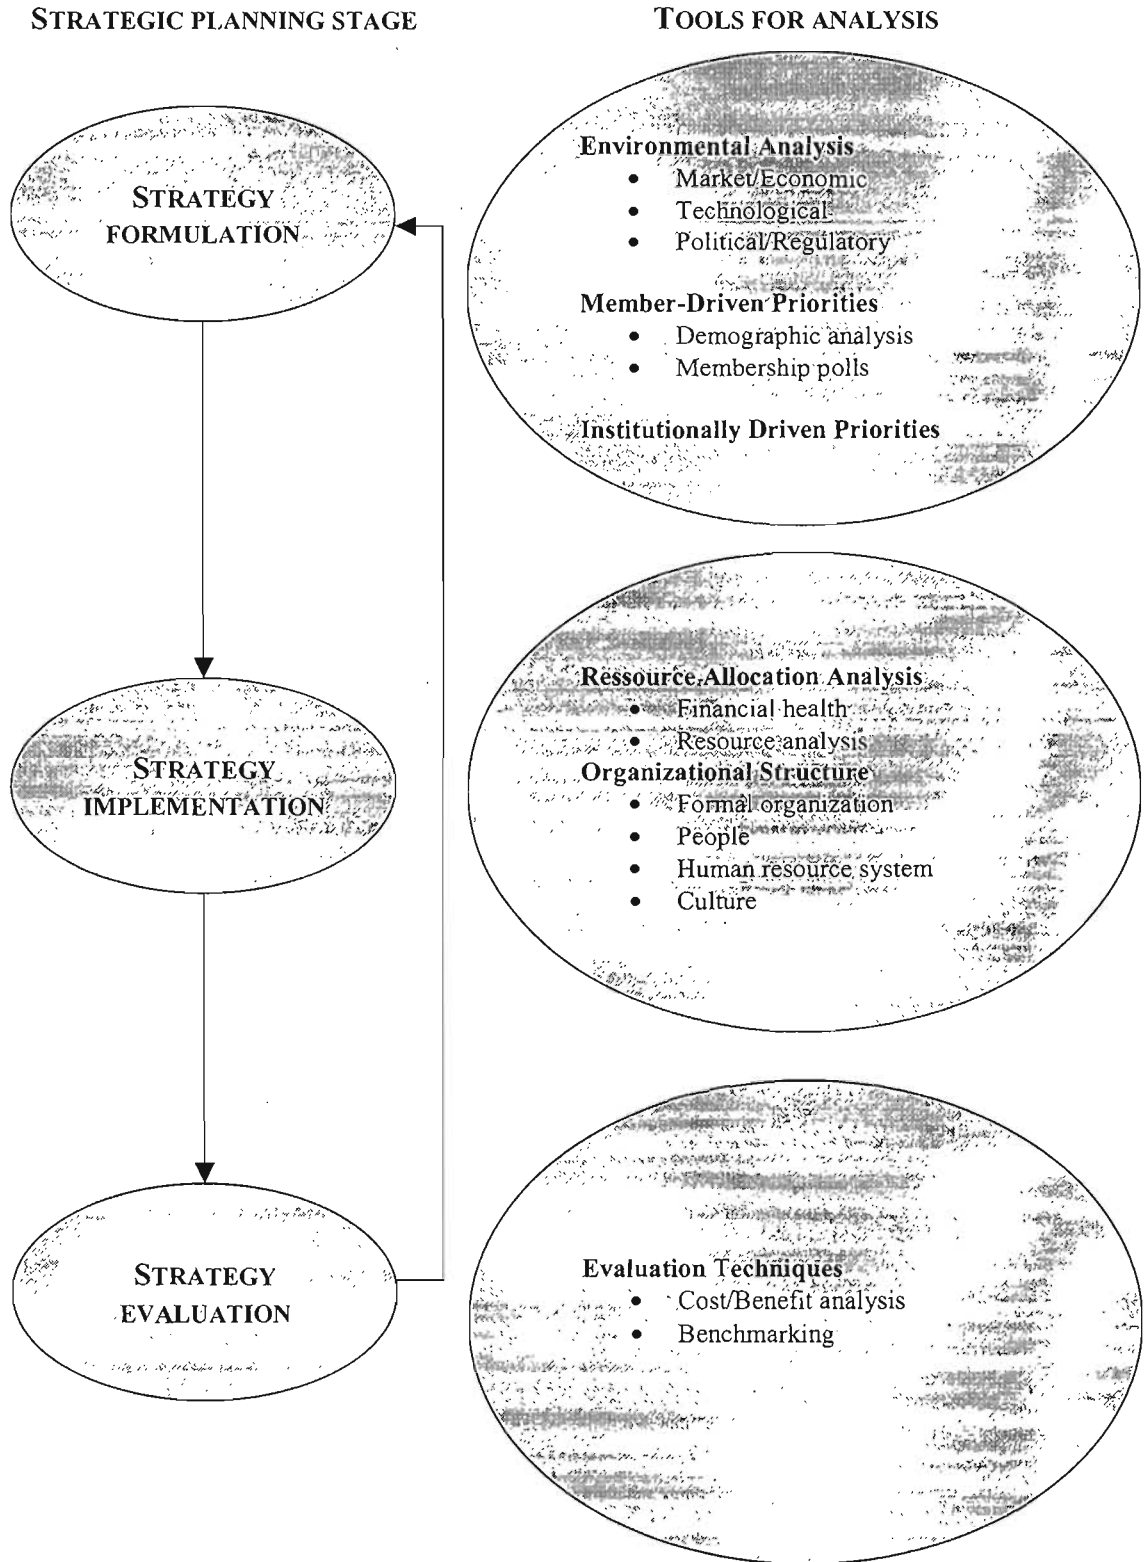 STRATEGIC PLANNING STAGE
TOOLS FOR ANALYSIS
STRATEGY
FORMULATION
Environmental Analysis
• Market/Economic
• Technological
• Political/Regulatory
Member-Driven Priorities
• Demographic analysis
• Membership polls
Institutionally Driven Priorities
STRATEGY
IMPLEMENTATION
Ressource Allocation Analysis
• Financial health
• Resource analysis
Organizational Structure
• Formal organization
• People
• Human resource system
• Culture
STRATEGY
EVALUATION
Evaluation Techniques
• Cost/Benefit analysis
• Benchmarking